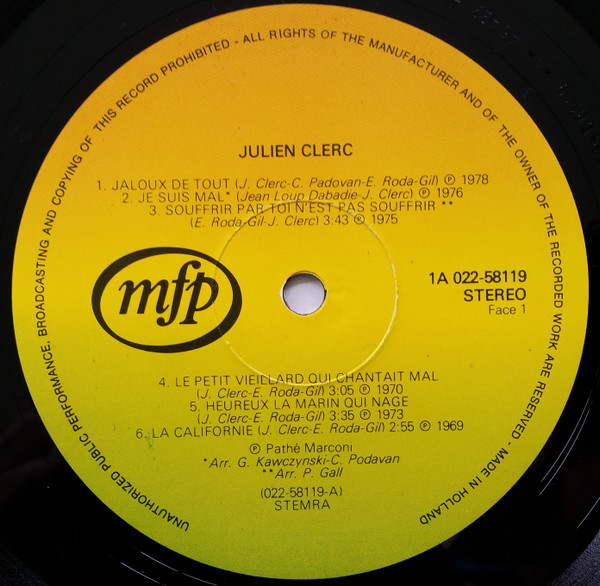 UNAUTHORIZED PUBLIC PERFORMANCE, BROADCASTING AND COPYING OF THIS RECORD PROHIBITED - ALL RIGHTS OF THE MANUFACTURER AND OF THE OWNER OF THE RECORDED WORK ARE RESERVED - MADE IN HOLLAND
JULIEN CLERC
1. JALOUX DE TOUT (J. Clerc-C. Padovan-E. Roda-Gil) Ⓟ 1978
2. JE SUIS MAL* (Jean Loup Dabadie-J. Clerc) Ⓟ 1976
3. SOUFFRIR PAR TOI N'EST PAS SOUFFRIR **
(E. Roda-Gil-J. Clerc) 3:43 Ⓟ 1975
mfp
1A 022-58119
STEREO
Face 1
4. LE PETIT VIEILLARD QUI CHANTAIT MAL
(J. Clerc-E. Roda-Gil) 3:05 Ⓟ 1970
5. HEUREUX LA MARIN QUI NAGE
(J. Clerc-E. Roda-Gil) 3:35 Ⓟ 1973
6. LA CALIFORNIE (J. Clerc-E. Roda-Gil) 2:55 Ⓟ 1969
Ⓟ Pathé Marconi
*Arr. G. Kawczynski-C. Podavan
**Arr. P. Gall
(022-58119-A)
STEMRA